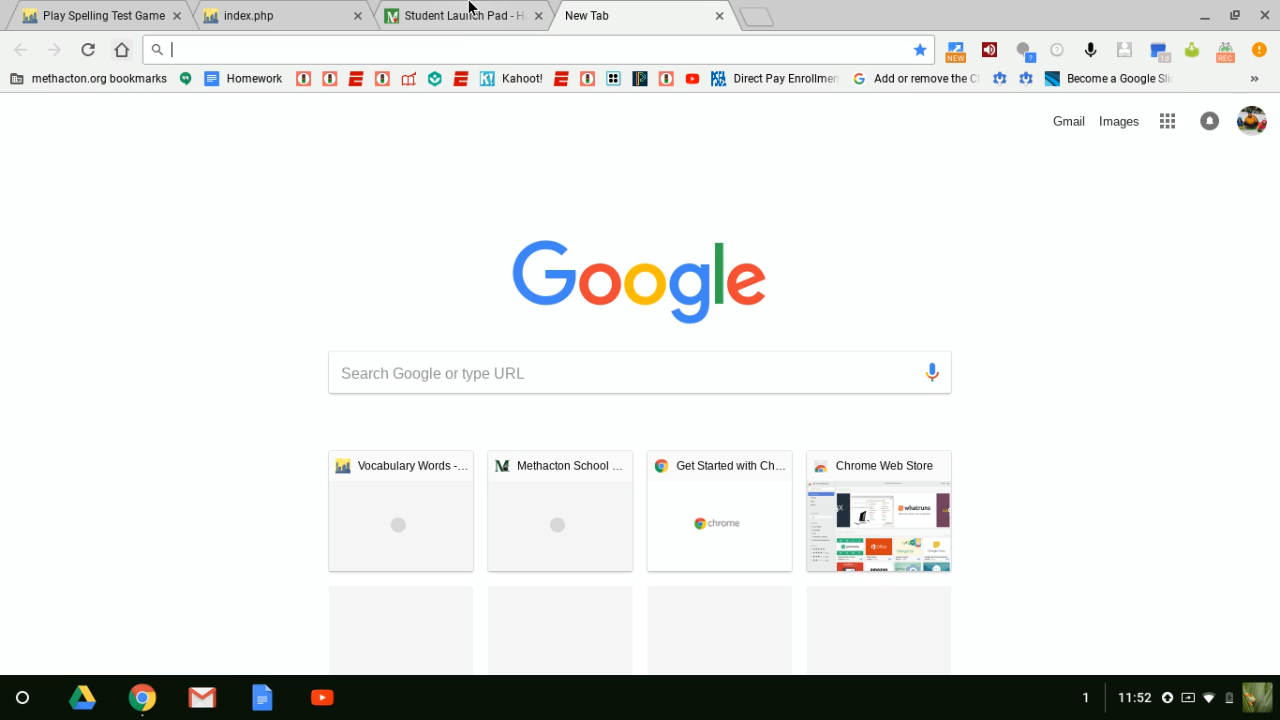 Play Spelling Test Game
index.php
Student Launch Pad - H
New Tab
NEW
?
REC
methacton.org bookmarks
Homework
Kahoot!
Direct Pay Enrollmen
Add or remove the C
Become a Google Sli
»
Gmail Images
Google
Search Google or type URL
Vocabulary Words -...
Methacton School ...
Get Started with Ch...
Chrome Web Store
chrome
whatruns
1
11:52